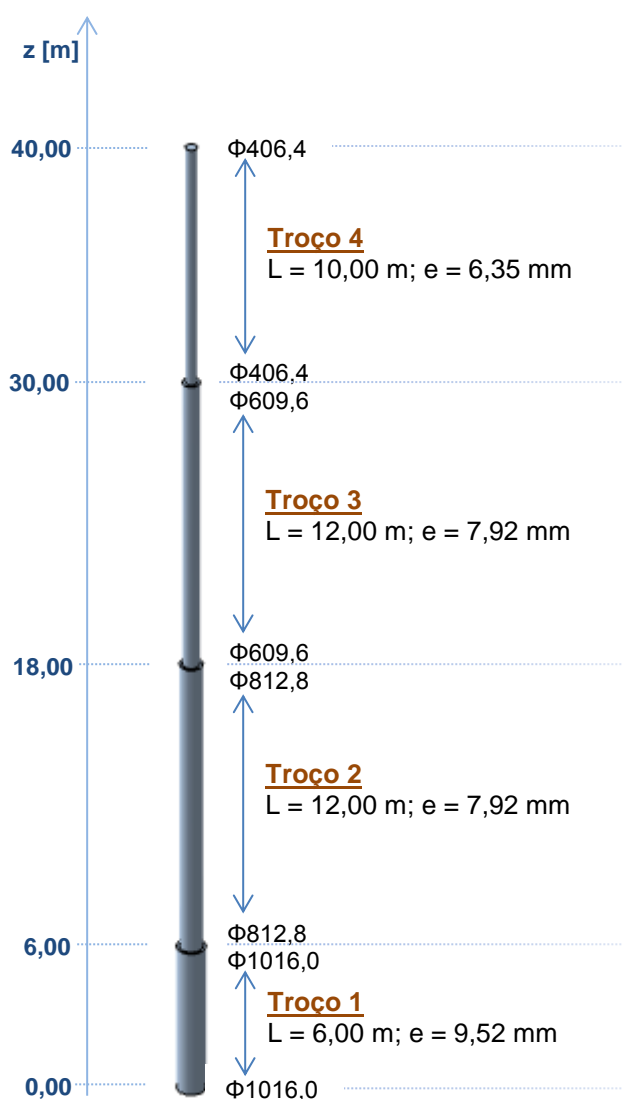 z [m]
40,00
Φ406,4
Troço 4
L = 10,00 m; e = 6,35 mm
Φ406,4
30,00
Φ609,6
Troço 3
L = 12,00 m; e = 7,92 mm
Φ609,6
18,00
Φ812,8
Troço 2
L = 12,00 m; e = 7,92 mm
Φ812,8
6,00
Φ1016,0
Troço 1
L = 6,00 m; e = 9,52 mm
0,00
Φ1016,0